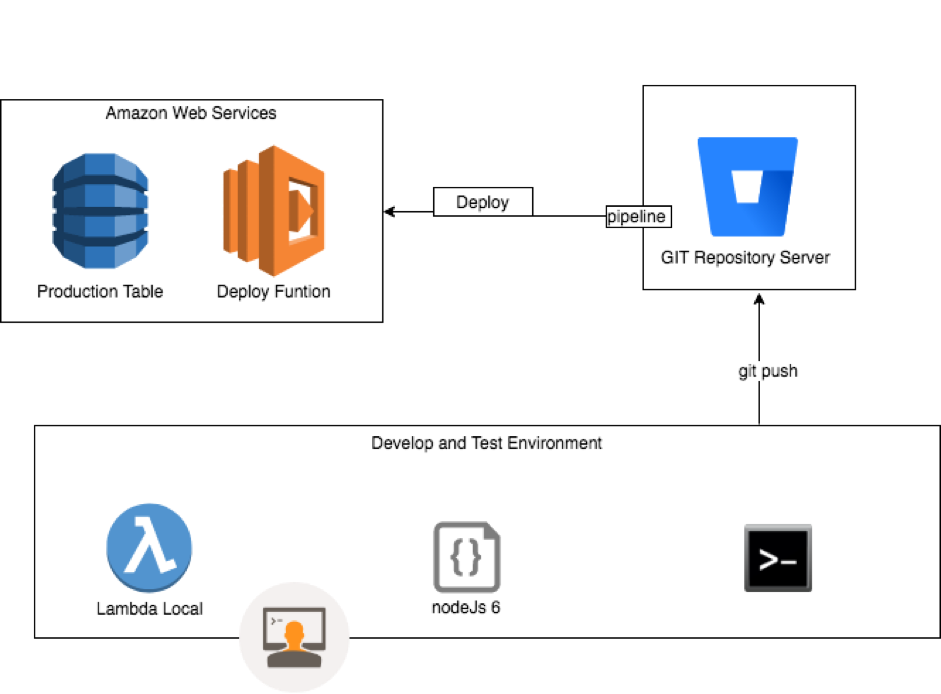 Amazon Web Services
Production Table
Deploy Funtion
Deploy
pipeline
GIT Repository Server
git push
Develop and Test Environment
Lambda Local
nodeJs 6
>-
>-